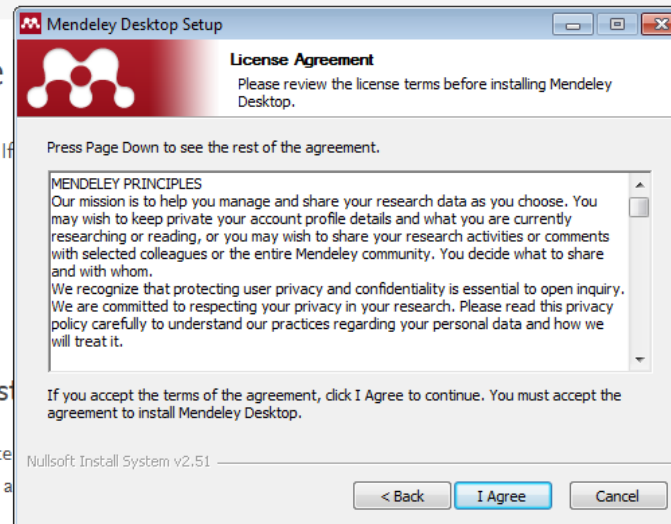 Mendeley Desktop Setup
License Agreement
Please review the license terms before installing Mendeley
Desktop.
If
Press Page Down to see the rest of the agreement.
MENDELEY PRINCIPLES
Our mission is to help you manage and share your research data as you choose. You
may wish to keep private your account profile details and what you are currently
researching or reading, or you may wish to share your research activities or comments
with selected colleagues or the entire Mendeley community. You decide what to share
and with whom.
We recognize that protecting user privacy and confidentiality is essential to open inquiry.
We are committed to respecting your privacy in your research. Please read this privacy
policy carefully to understand our practices regarding your personal data and how we
will treat it.
If you accept the terms of the agreement, click I Agree to continue. You must accept the
agreement to install Mendeley Desktop.
Nullsoft Install System v2.51
a
< Back I Agree Cancel